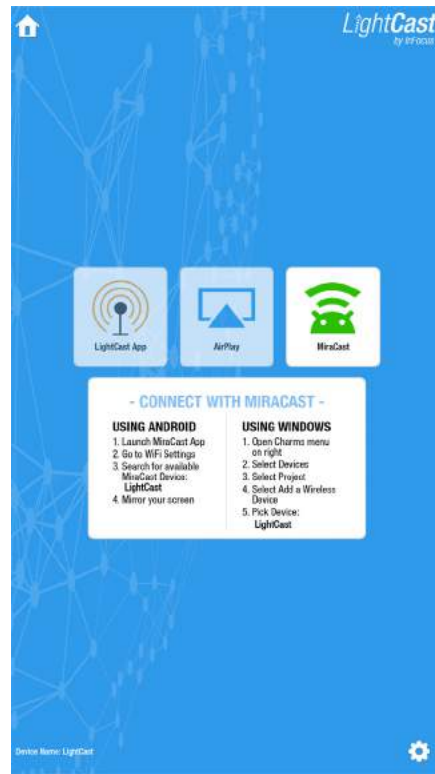 LightCast
by InFocus
LightCast App
AirPlay
MiraCast
- CONNECT WITH MIRACAST -
USING ANDROID
1. Launch MiraCast App
2. Go to WiFi Settings
3. Search for available
MiraCast Device:
LightCast
4. Mirror your screen
USING WINDOWS
1. Open Charms menu
on right
2. Select Devices
3. Select Project
4. Select Add a Wireless
Device
5. Pick Device:
LightCast
Device Name: LightCast